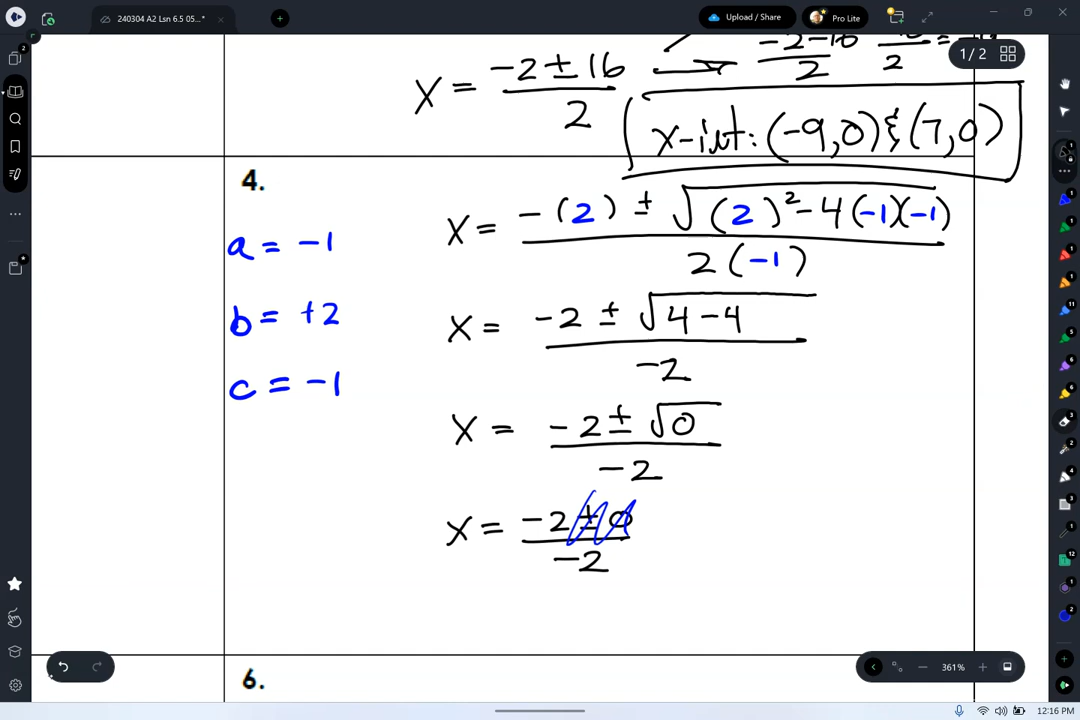 240304 A2 Lsn 6.5 05...*
Upload / Share
Pro Lite
1 / 2
x = (-2 ± 16)/2
x-int: (-9,0) & (7,0)
4.
a = -1
b = +2
c = -1
x = (-(2) ± √((2)² - 4(-1)(-1)))/(2(-1))
x = (-2 ± √(4-4))/(-2)
x = (-2 ± √0)/(-2)
x = (-2 ± 0)/(-2)
6.
361%
12:16 PM